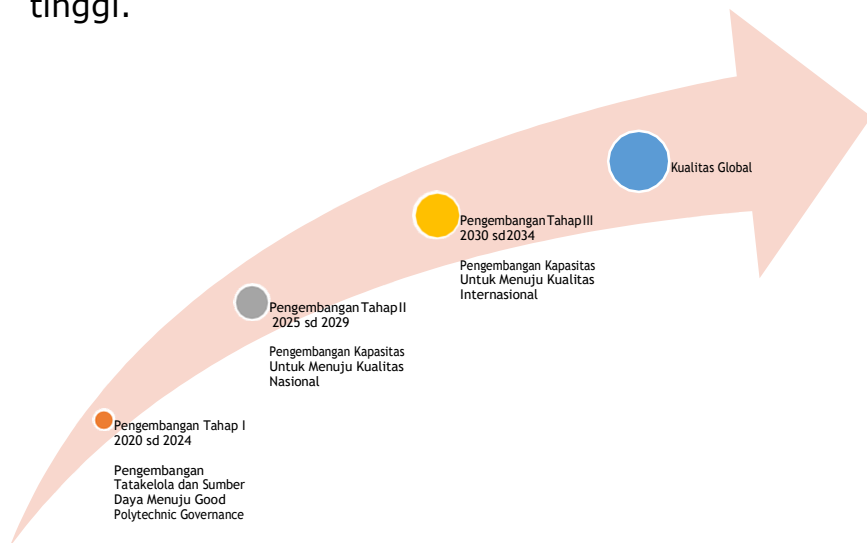 tinggi.
Kualitas Global
Pengembangan Tahap III
2030 sd 2034
Pengembangan Kapasitas
Untuk Menuju Kualitas
Internasional
Pengembangan Tahap II
2025 sd 2029
Pengembangan Kapasitas
Untuk Menuju Kualitas
Nasional
Pengembangan Tahap I
2020 sd 2024
Pengembangan
Tatakelola dan Sumber
Daya Menuju Good
Polytechnic Governance